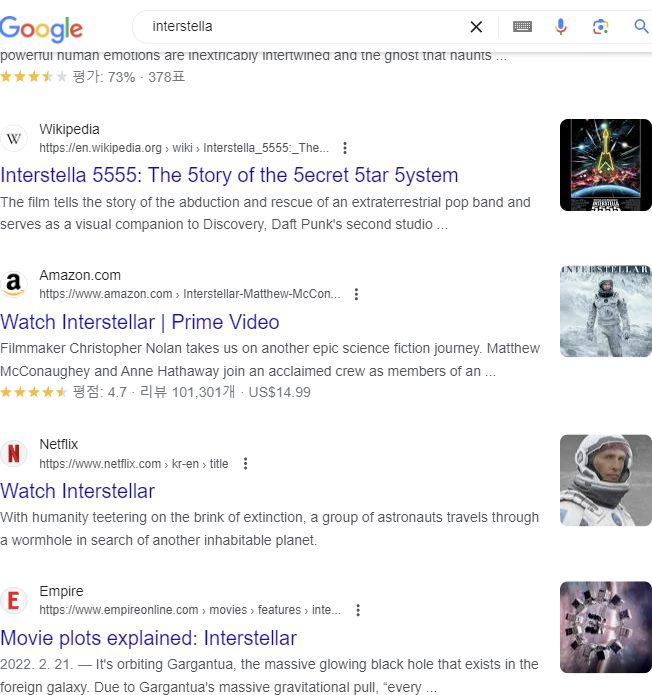 Google
interstella
powerful human emotions are inextricably intertwined and the ghost that haunts ...
평가: 73% · 378표
W
Wikipedia
https://en.wikipedia.org › wiki › Interstella_5555:_The...
Interstella 5555: The 5tory of the 5ecret 5tar 5ystem
The film tells the story of the abduction and rescue of an extraterrestrial pop band and
serves as a visual companion to Discovery, Daft Punk's second studio ...
INTERSTELLA
5555
a
Amazon.com
https://www.amazon.com › Interstellar-Matthew-McCon...
Watch Interstellar | Prime Video
Filmmaker Christopher Nolan takes us on another epic science fiction journey. Matthew
McConaughey and Anne Hathaway join an acclaimed crew as members of an ...
평점: 4.7 · 리뷰 101,301개 · US$14.99
INTERSTELLAR
N
Netflix
https://www.netflix.com › kr-en › title
Watch Interstellar
With humanity teetering on the brink of extinction, a group of astronauts travels through
a wormhole in search of another inhabitable planet.
E
Empire
https://www.empireonline.com › movies › features › inte...
Movie plots explained: Interstellar
2022. 2. 21. — It's orbiting Gargantua, the massive glowing black hole that exists in the
foreign galaxy. Due to Gargantua's massive gravitational pull, “every ...